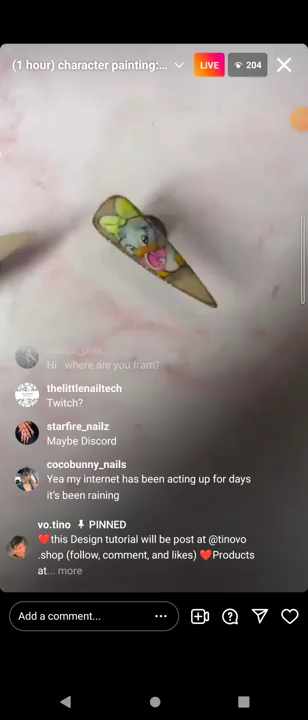 (1 hour) character painting:...
LIVE
204
Hi. where are you fram?
thelittlenailtech
Twitch?
starfire_nailz
Maybe Discord
cocobunny_nails
Yea my internet has been acting up for days
it's been raining
vo.tino PINNED
❤️this Design tutorial will be post at @tinovo
.shop (follow, comment, and likes) ❤️Products
at... more
Add a comment...